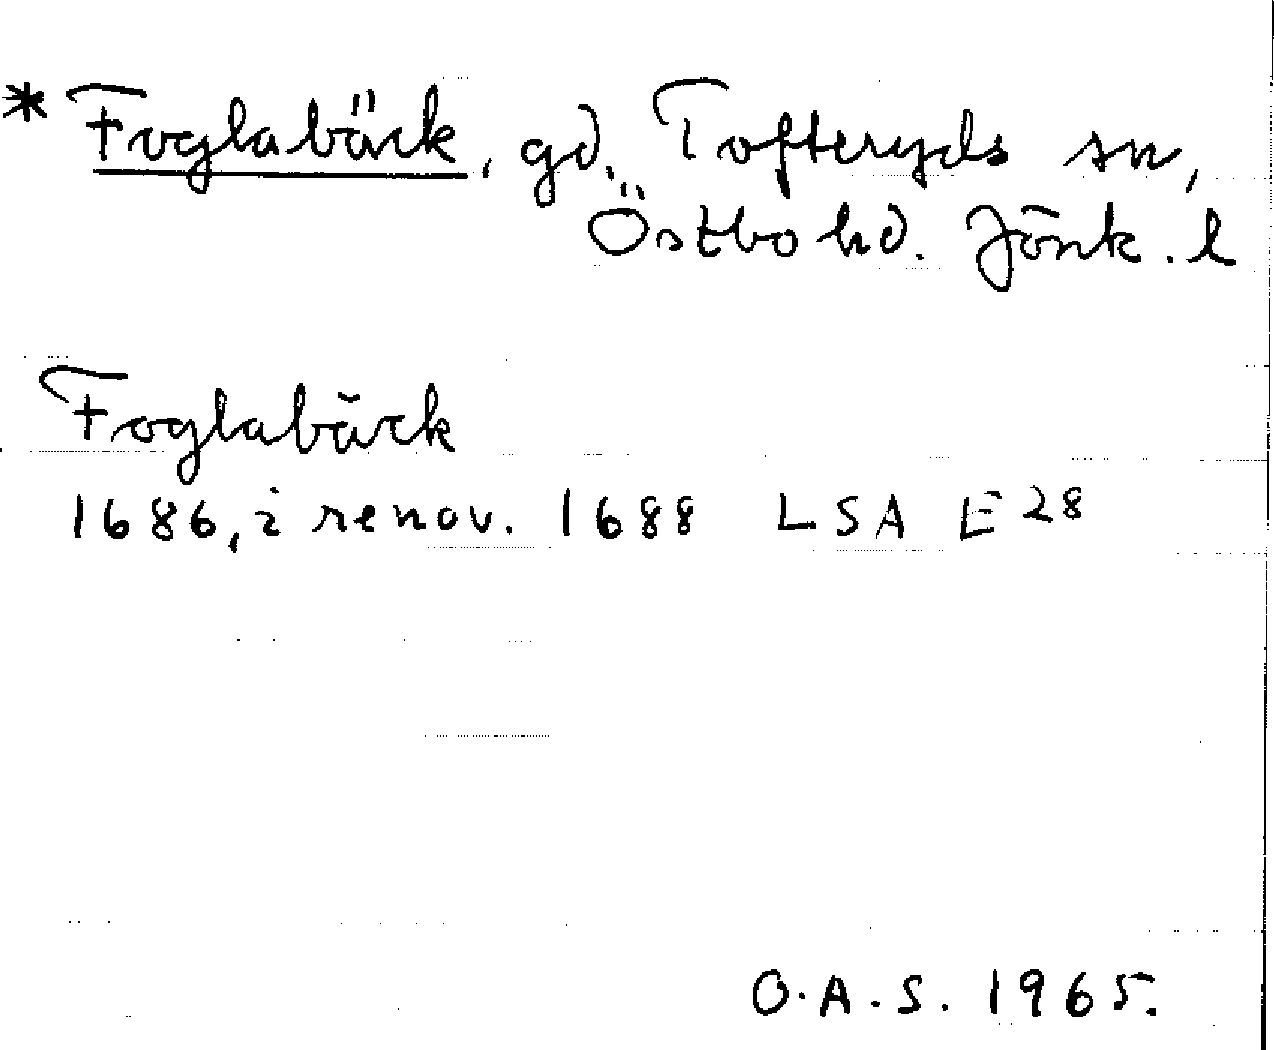 * Foglabäck, gd. Tofteryds sn,
Östbo hd. Jönk. l
Foglabäck
1686, i renov. 1688 LSA E28
O.A.S. 1965.